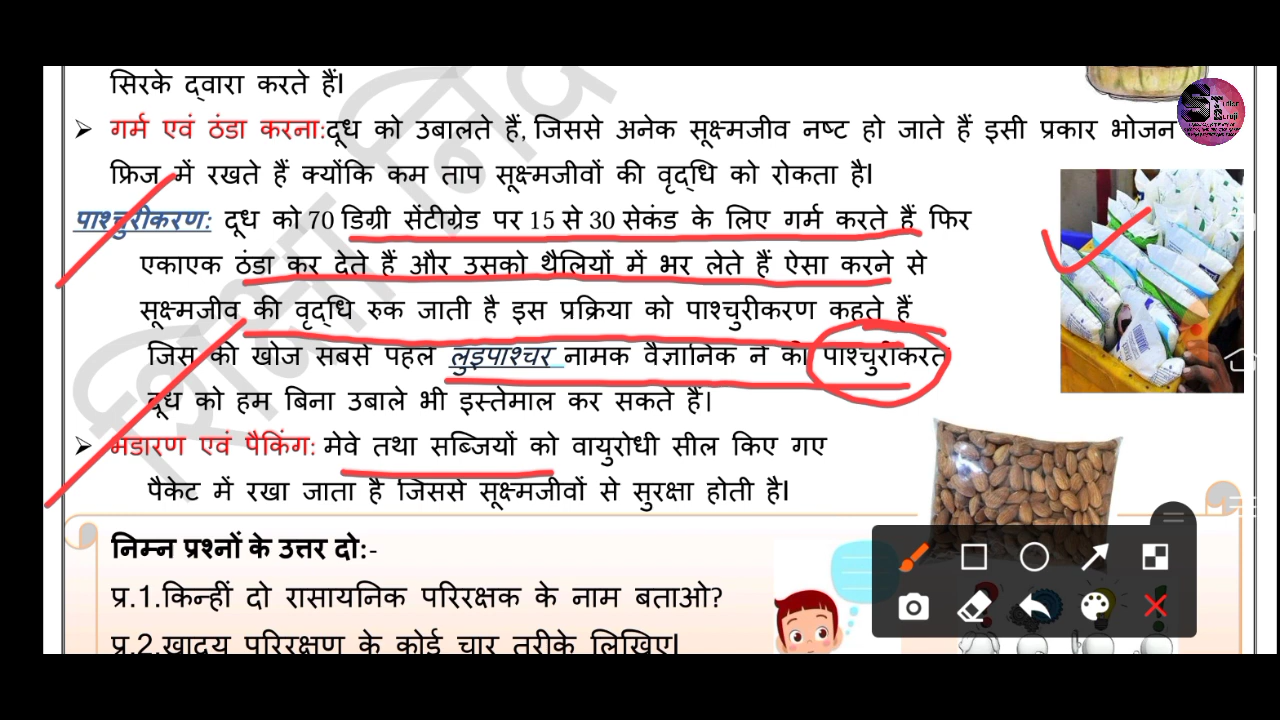 सिरके द्वारा करते हैं।
➢ गर्म एवं ठंडा करना:दूध को उबालते हैं, जिससे अनेक सूक्ष्मजीव नष्ट हो जाते हैं इसी प्रकार भोजन
फ्रिज में रखते हैं क्योंकि कम ताप सूक्ष्मजीवों की वृद्धि को रोकता है।
पाश्चुरीकरण: दूध को 70 डिग्री सेंटीग्रेड पर 15 से 30 सेकंड के लिए गर्म करते हैं फिर
एकाएक ठंडा कर देते हैं और उसको थैलियों में भर लेते हैं ऐसा करने से
सूक्ष्मजीव की वृद्धि रुक जाती है इस प्रक्रिया को पाश्चुरीकरण कहते हैं
जिस की खोज सबसे पहले लुइपाश्चर नामक वैज्ञानिक ने की पाश्चुरीकरत
दूध को हम बिना उबाले भी इस्तेमाल कर सकते हैं।
➢ भंडारण एवं पैकिंग: मेवे तथा सब्जियों को वायुरोधी सील किए गए
पैकेट में रखा जाता है जिससे सूक्ष्मजीवों से सुरक्षा होती है।
निम्न प्रश्नों के उत्तर दो:-
प्र.1.किन्हीं दो रासायनिक परिरक्षक के नाम बताओ?
प्र.2.खाद्य परिरक्षण के कोई चार तरीके लिखिए।